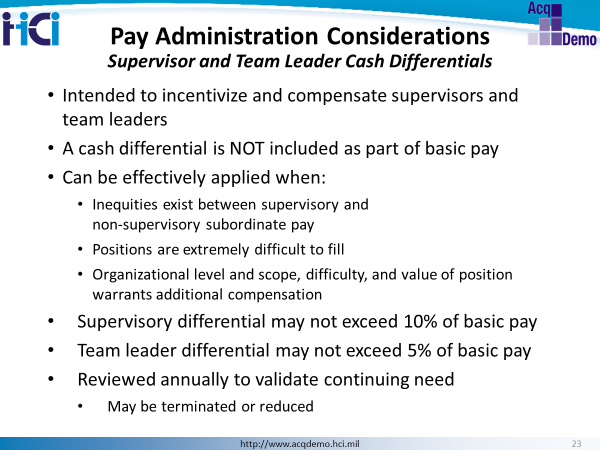 HCi
Acq
Demo
Pay Administration Considerations
Supervisor and Team Leader Cash Differentials
• Intended to incentivize and compensate supervisors and
team leaders
• A cash differential is NOT included as part of basic pay
• Can be effectively applied when:
• Inequities exist between supervisory and
non-supervisory subordinate pay
• Positions are extremely difficult to fill
• Organizational level and scope, difficulty, and value of position
warrants additional compensation
• Supervisory differential may not exceed 10% of basic pay
• Team leader differential may not exceed 5% of basic pay
• Reviewed annually to validate continuing need
• May be terminated or reduced
http://www.acqdemo.hci.mil
23